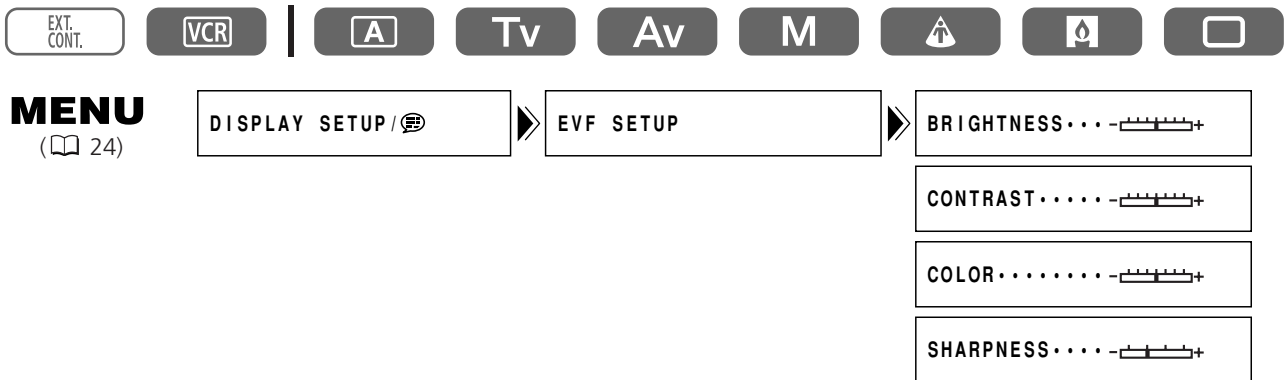 EXT. CONT. VCR A Tv Av M
MENU
(24)
DISPLAY SETUP/
EVF SETUP
BRIGHTNESS･･･-+
CONTRAST･････-+
COLOR････････-+
SHARPNESS････-+